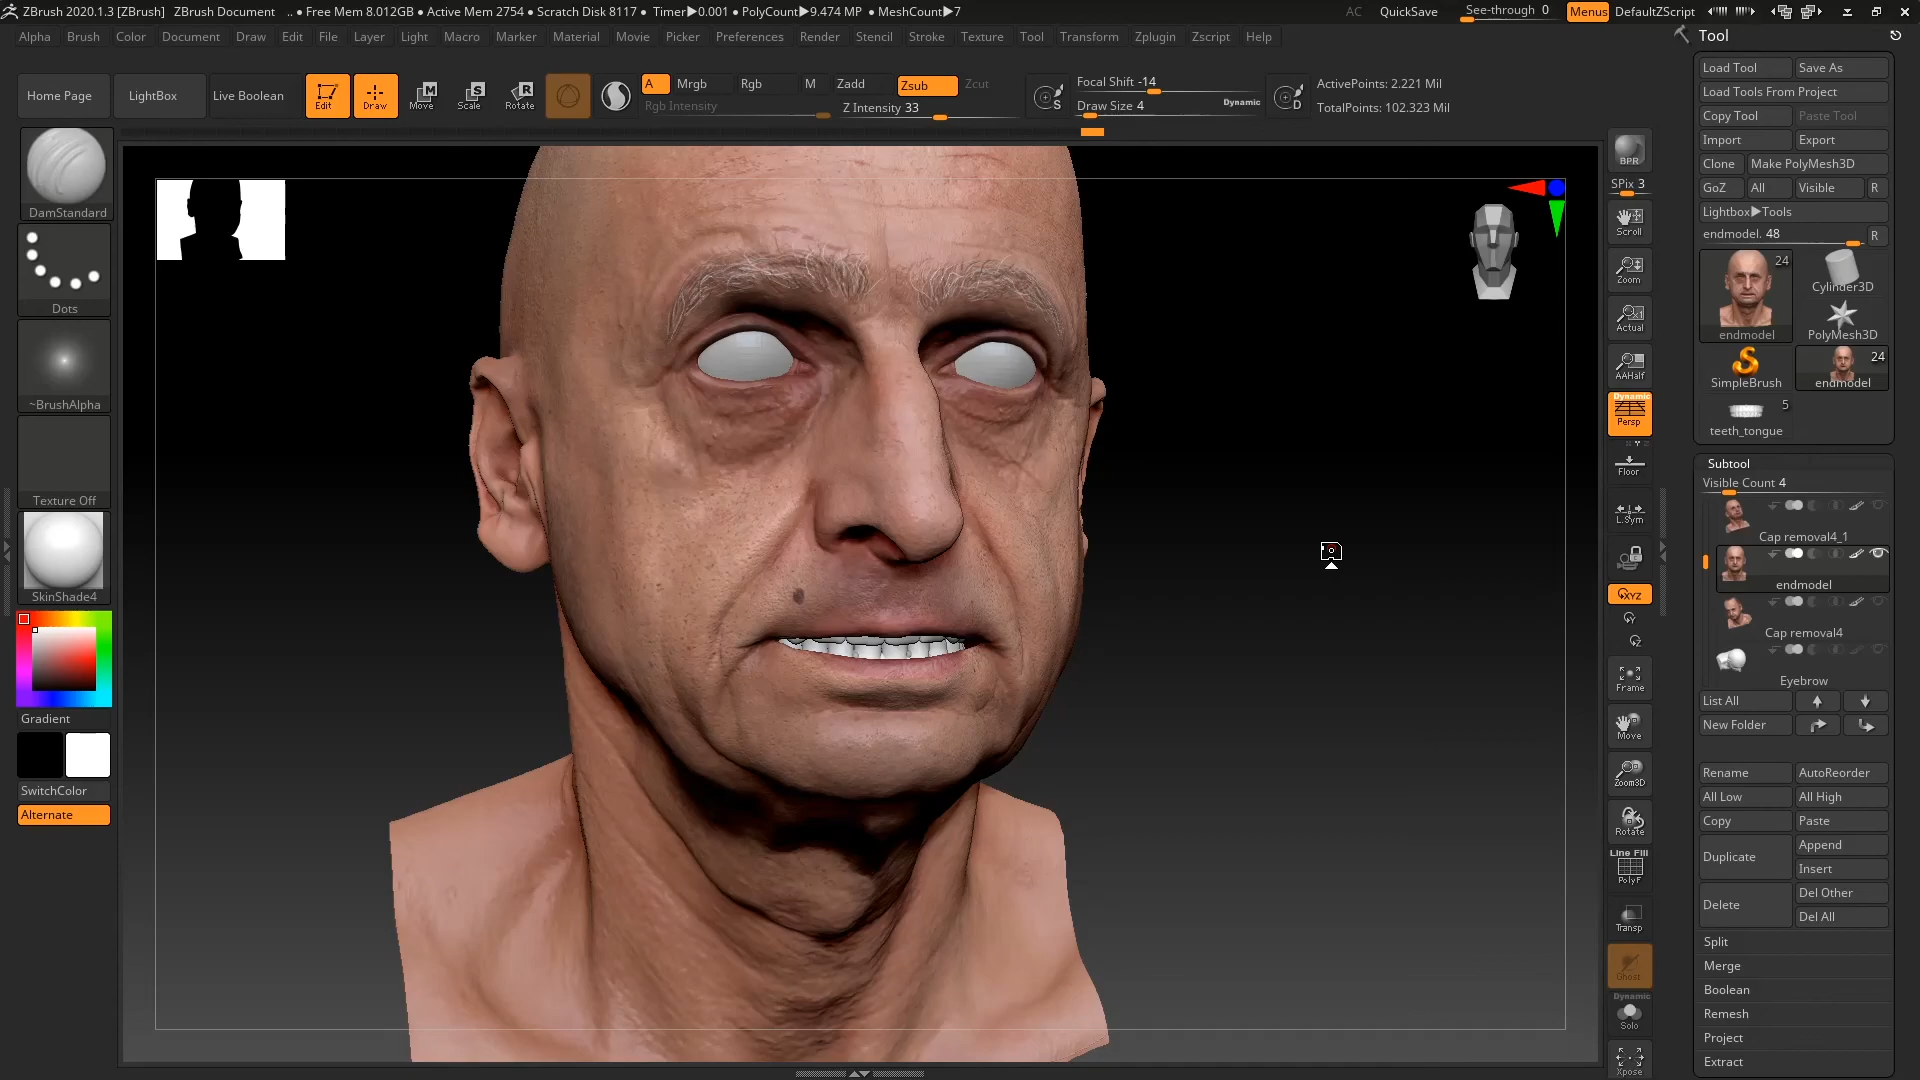 ZBrush 2020.1.3 [ZBrush] ZBrush Document .. • Free Mem 8.012GB • Active Mem 2754 • Scratch Disk 8117 • Timer▶0.001 • PolyCount▶9.474 MP • MeshCount▶7 AC QuickSave See-through 0 Menus DefaultZScript
Alpha Brush Color Document Draw Edit File Layer Light Macro Marker Material Movie Picker Preferences Render Stencil Stroke Texture Tool Transform Zplugin Zscript Help
Home Page LightBox Live Boolean Edit Draw Move Scale Rotate
A Mrgb Rgb M Zadd Zsub Zcut
Rgb Intensity Z Intensity 33
Focal Shift -14
Draw Size 4 Dynamic
ActivePoints: 2.221 Mil
TotalPoints: 102.323 Mil
DamStandard
Dots
~BrushAlpha
Texture Off
SkinShade4
Gradient
SwitchColor
Alternate
BPR
SPix 3
Scroll
Zoom
Actual
AAHalf
Dynamic
Persp
Floor
L.Sym
XYZ
Frame
Move
Zoom3D
Rotate
Line Fill
PolyF
Transp
Ghost
Dynamic
Solo
Xpose
Tool
Load Tool Save As
Load Tools From Project
Copy Tool Paste Tool
Import Export
Clone Make PolyMesh3D
GoZ All Visible R
Lightbox▶Tools
endmodel. 48 R
24
Cylinder3D
endmodel PolyMesh3D
24
SimpleBrush endmodel
5
teeth_tongue
Subtool
Visible Count 4
Cap removal4_1
endmodel
Cap removal4
Eyebrow
List All
New Folder
Rename AutoReorder
All Low All High
Copy Paste
Duplicate Append
Insert
Delete Del Other
Del All
Split
Merge
Boolean
Remesh
Project
Extract